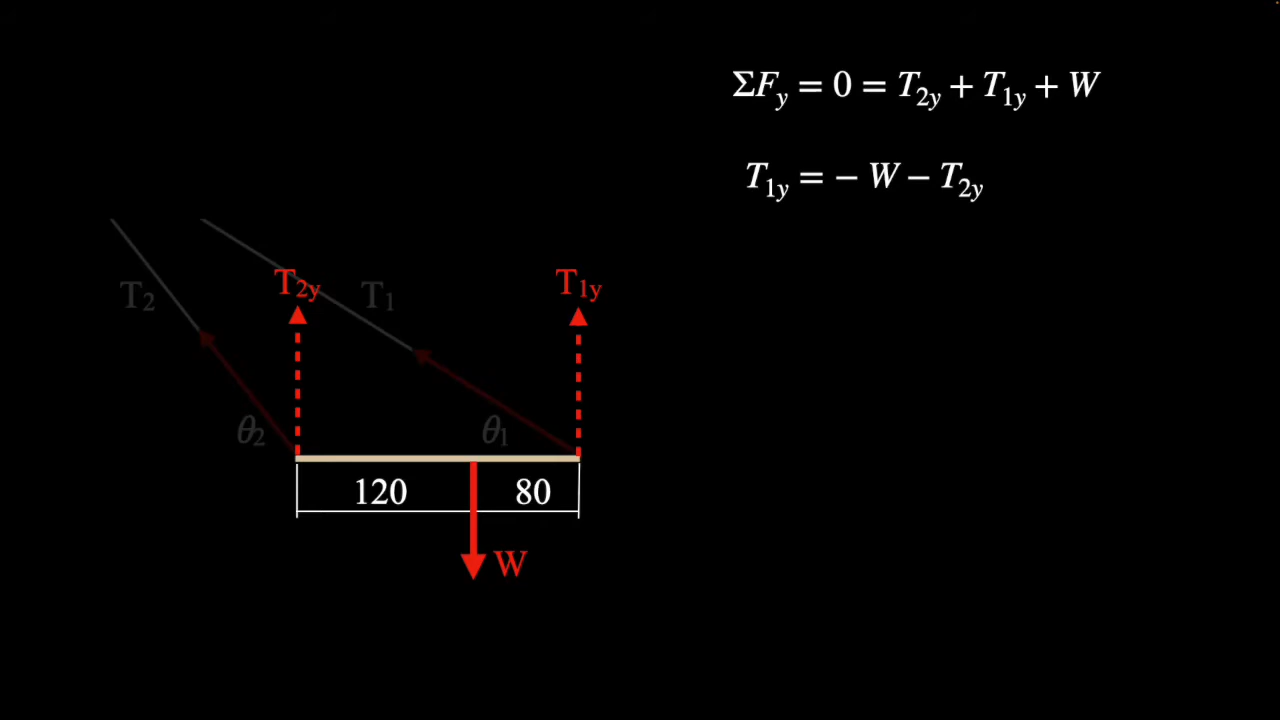 ΣF_y = 0 = T_2y + T_1y + W
T_1y = − W − T_2y
T_2y
T_1y
T_2
T_1
θ_2
θ_1
120
80
W